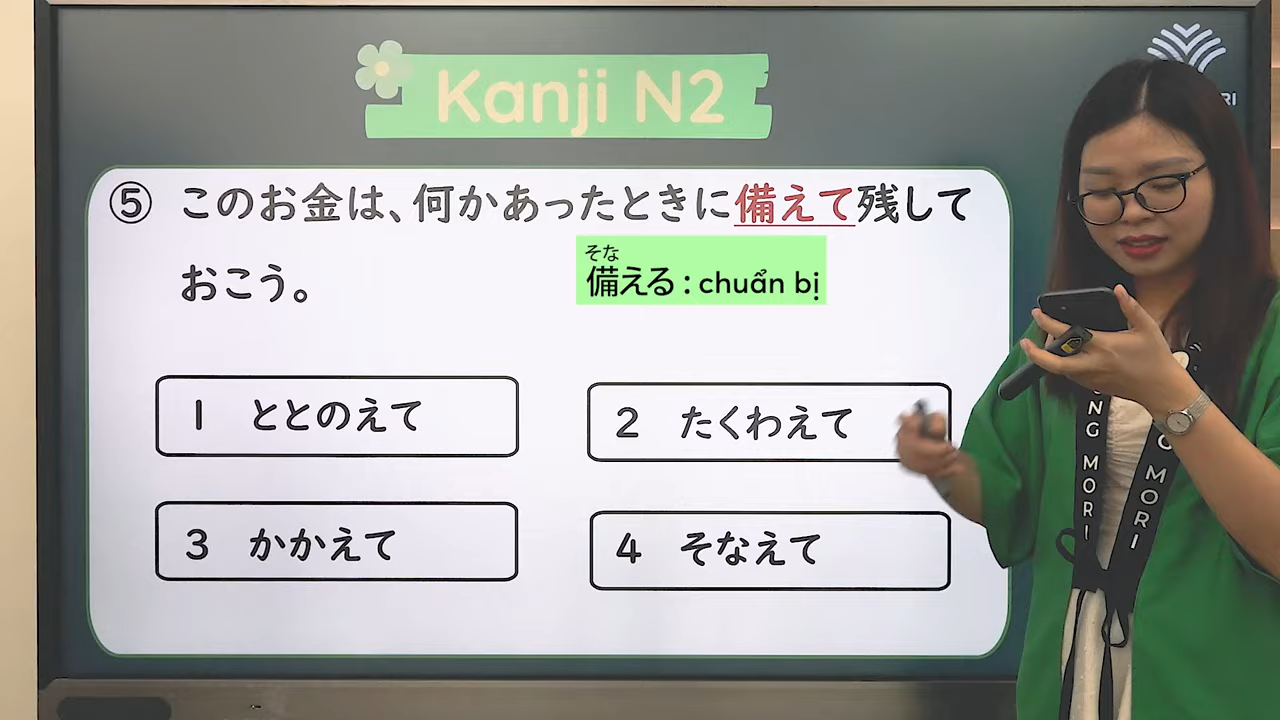 Kanji N2
⑤ このお金は、何かあったときに備えて残して
おこう。
そな
備える : chuẩn bị
1 ととのえて
2 たくわえて
3 かかえて
4 そなえて
MORI
MORI